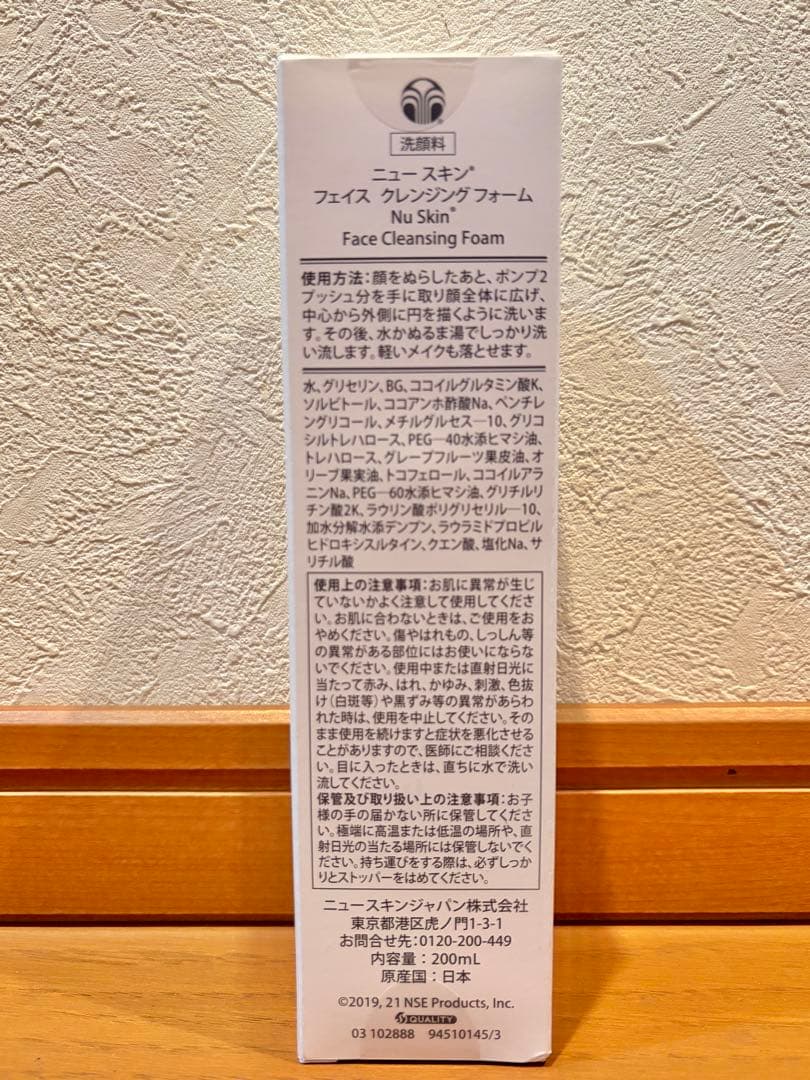 洗顔料
ニュー スキン®
フェイス クレンジング フォーム
Nu Skin®
Face Cleansing Foam
使用方法：顔をぬらしたあと、ポンプ2
プッシュ分を手に取り顔全体に広げ、
中心から外側に円を描くように洗いま
す。その後、水かぬるま湯でしっかり洗
い流します。軽いメイクも落とせます。
水、グリセリン、BG、ココイルグルタミン酸K、
ソルビトール、ココアンホ酢酸Na、ペンチレ
ングリコール、メチルグルセス―10、グリコ
シルトレハロース、PEG―40水添ヒマシ油、
トレハロース、グレープフルーツ果皮油、オ
リーブ果実油、トコフェロール、ココイルアラ
ニンNa、PEG―60水添ヒマシ油、グリチルリ
チン酸2K、ラウリン酸ポリグリセリル―10、
加水分解水添デンプン、ラウラミドプロピル
ヒドロキシスルタイン、クエン酸、塩化Na、サ
リチル酸
使用上の注意事項：お肌に異常が生じ
ていないかよく注意して使用してくださ
い。お肌に合わないときは、ご使用をお
やめください。傷やはれもの、しっしん等
の異常がある部位にはお使いにならな
いでください。使用中または直射日光に
当たって赤み、はれ、かゆみ、刺激、色抜
け（白斑等）や黒ずみ等の異常があらわ
れた時は、使用を中止してください。その
まま使用を続けますと症状を悪化させる
ことがありますので、医師にご相談くださ
い。目に入ったときは、直ちに水で洗い
流してください。
保管及び取り扱い上の注意事項：お子
様の手の届かない所に保管してくださ
い。極端に高温または低温の場所や、直
射日光の当たる場所には保管しないでく
ださい。持ち運びをする際は、必ずしっか
りとストッパーをはめてください。
ニュースキンジャパン株式会社
東京都港区虎ノ門1-3-1
お問合せ先：0120-200-449
内容量：200mL
原産国：日本
©2019, 21 NSE Products, Inc.
QUALITY
03 102888 94510145/3